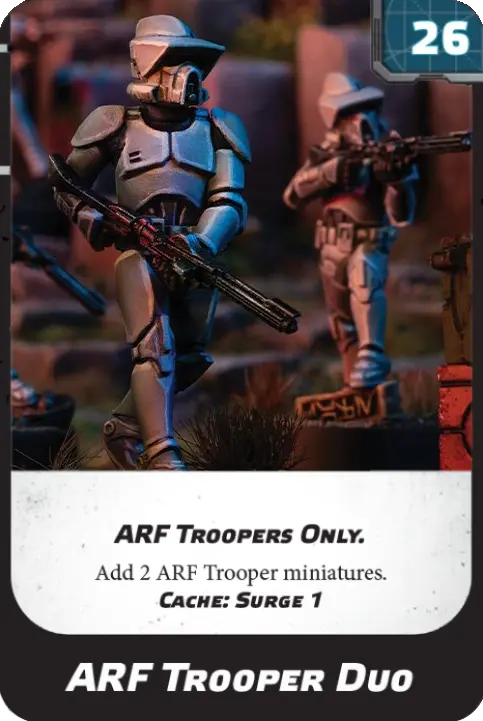 26
ARF Troopers Only.
Add 2 ARF Trooper miniatures.
Cache: Surge 1
ARF Trooper Duo